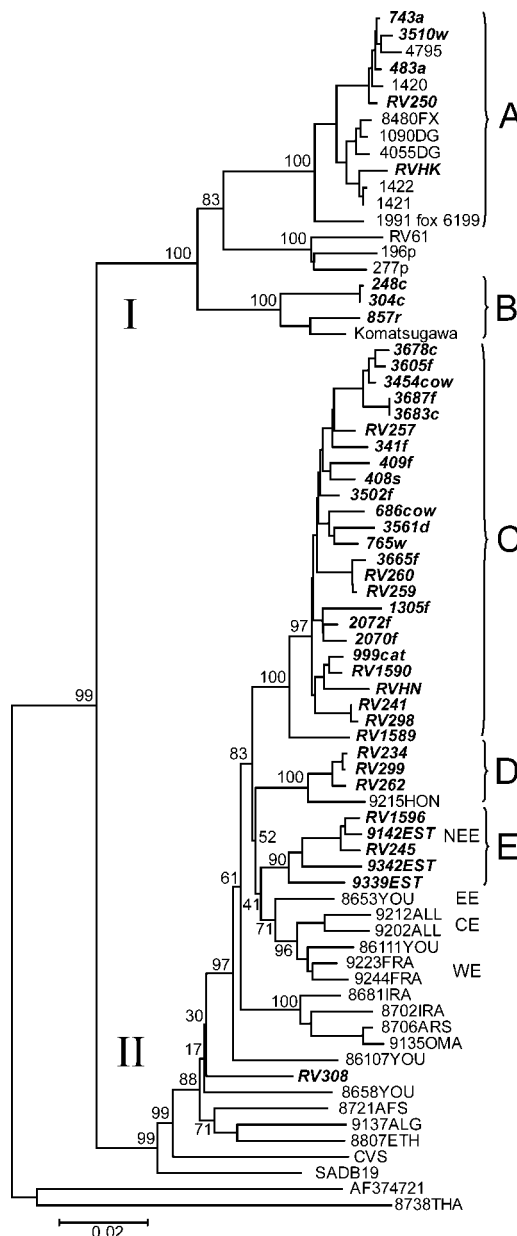 743a
3510w
4795
483a
1420
RV250
A
8480FX
1090DG
4055DG
100
RVHK
1422
1421
83
1991 fox 6199
100
RV61
196p
100
277p
248c
100
304c
B
I
857r
Komatsugawa
3678c
3605f
3454cow
3687f
3683c
RV257
341f
409f
408s
3502f
686cow
C
3561d
765w
3665f
RV260
RV259
1305f
97
2072f
2070f
999cat
100
RV1590
RVHN
99
RV241
RV298
RV1589
83
RV234
100
RV299
D
RV262
9215HON
RV1596
52
9142EST NEE
RV245
E
90
9342EST
61
9339EST
41
8653YOU EE
71
9212ALL
CE
9202ALL
96
86111YOU
97
9223FRA
WE
9244FRA
100
8681IRA
8702IRA
30
8706ARS
II
9135OMA
17
86107YOU
RV308
88
8658YOU
99
8721AFS
71
9137ALG
99
8807ETH
CVS
SADB19
AF374721
8738THA
0.02